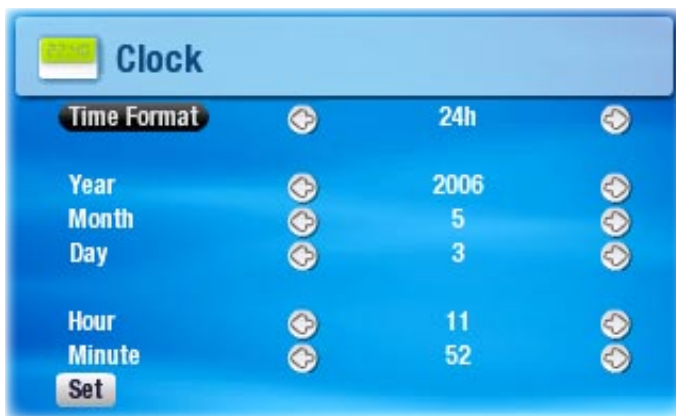 Clock
Time Format 24h
Year 2006
Month 5
Day 3
Hour 11
Minute 52
Set